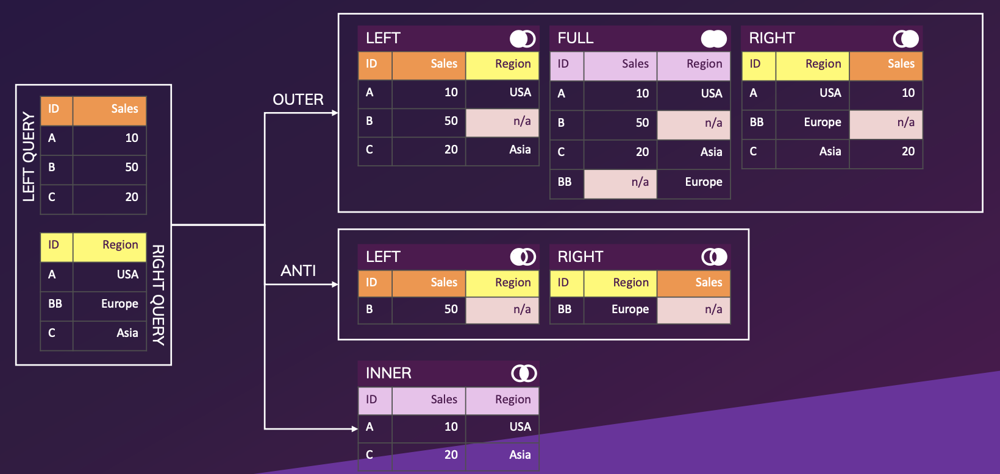 LEFT QUERY
ID Sales
A 10
B 50
C 20
RIGHT QUERY
ID Region
A USA
BB Europe
C Asia
OUTER
LEFT
ID Sales Region
A 10 USA
B 50 n/a
C 20 Asia
FULL
ID Sales Region
A 10 USA
B 50 n/a
C 20 Asia
BB n/a Europe
RIGHT
ID Region Sales
A USA 10
BB Europe n/a
C Asia 20
ANTI
LEFT
ID Sales Region
B 50 n/a
RIGHT
ID Region Sales
BB Europe n/a
INNER
ID Sales Region
A 10 USA
C 20 Asia